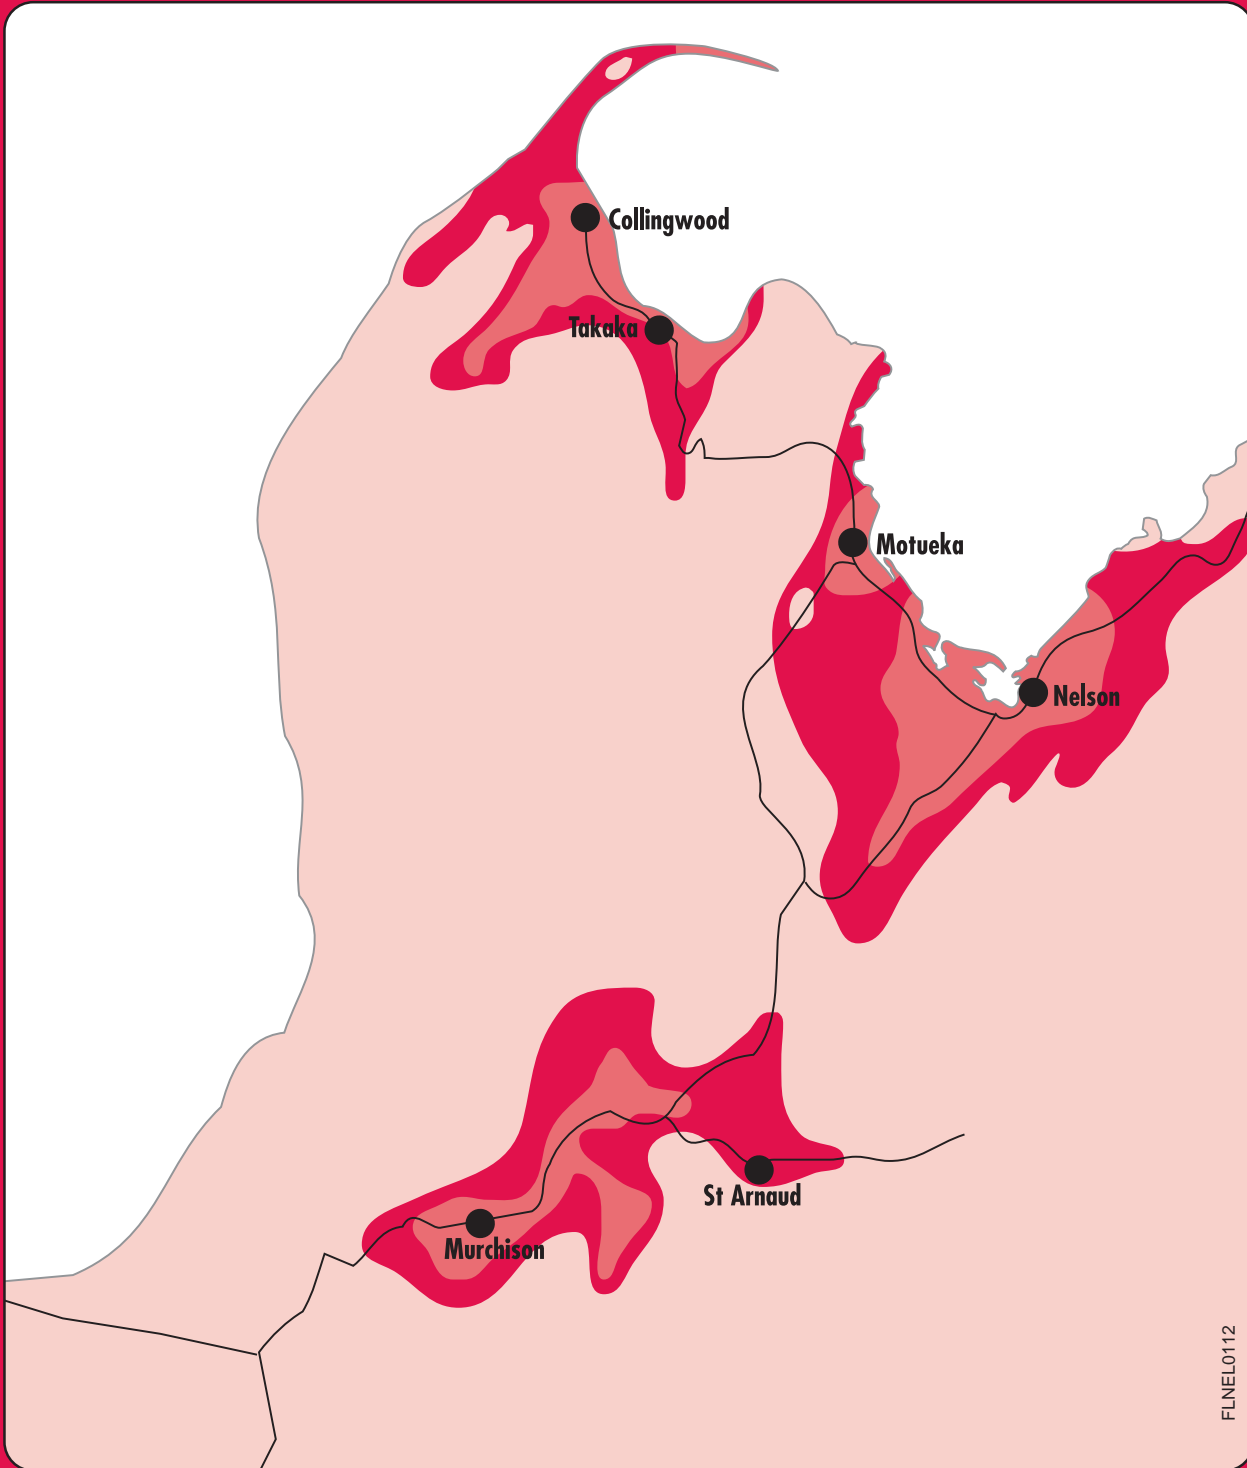 Collingwood
Takaka
Motueka
Nelson
St Arnaud
Murchison
FLNEL0112